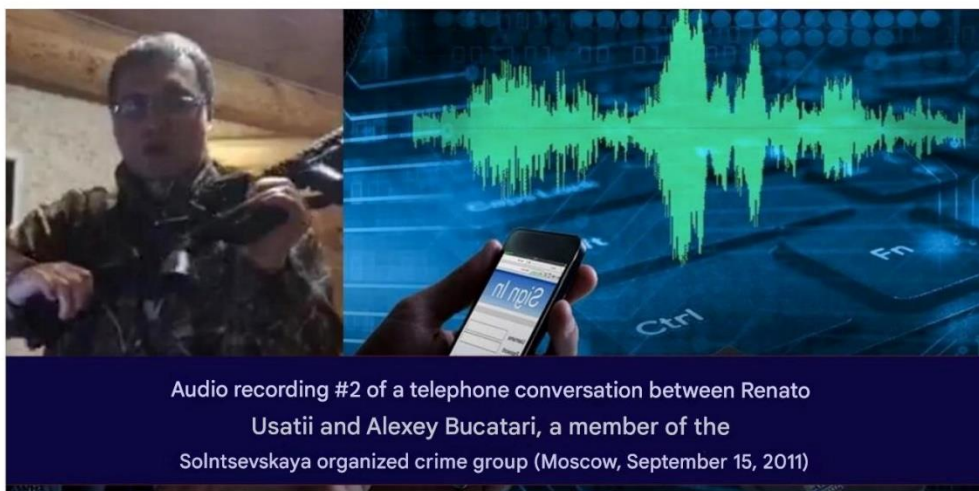 Sign In
Ctrl
Fn
Audio recording #2 of a telephone conversation between Renato
Usatii and Alexey Bucatari, a member of the
Solntsevskaya organized crime group (Moscow, September 15, 2011)